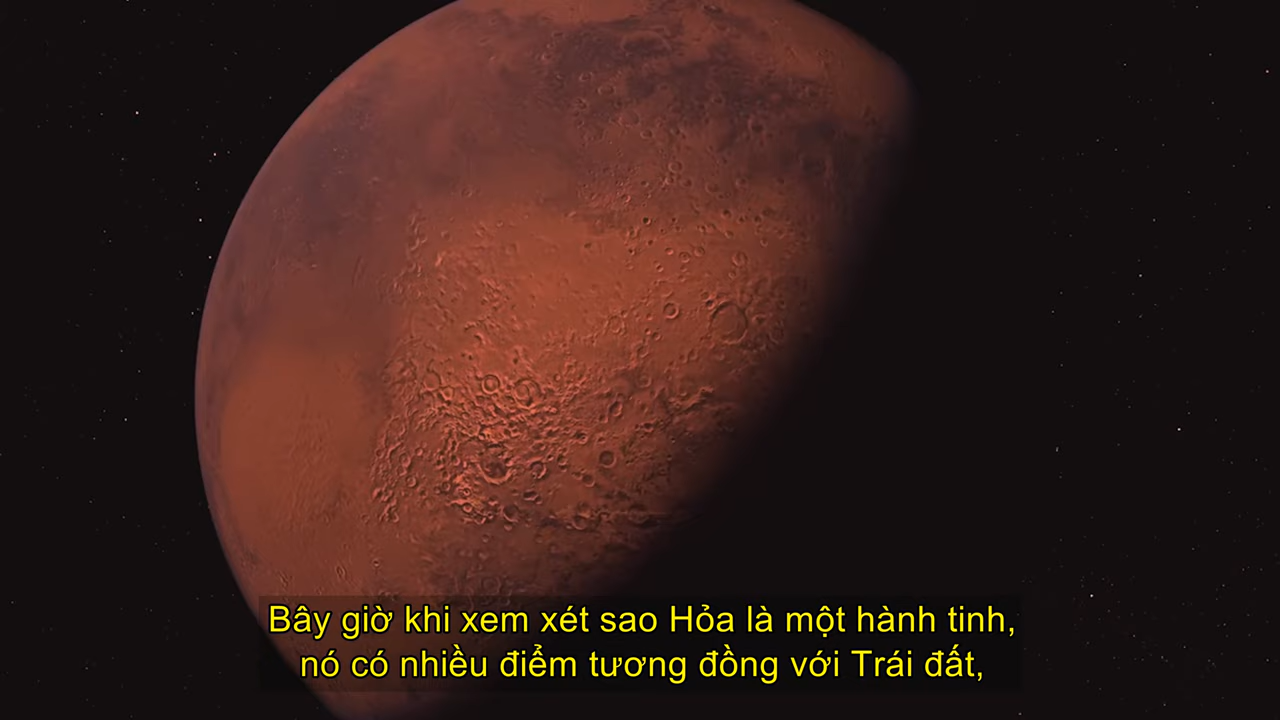 Bây giờ khi xem xét sao Hỏa là một hành tinh,
nó có nhiều điểm tương đồng với Trái đất,